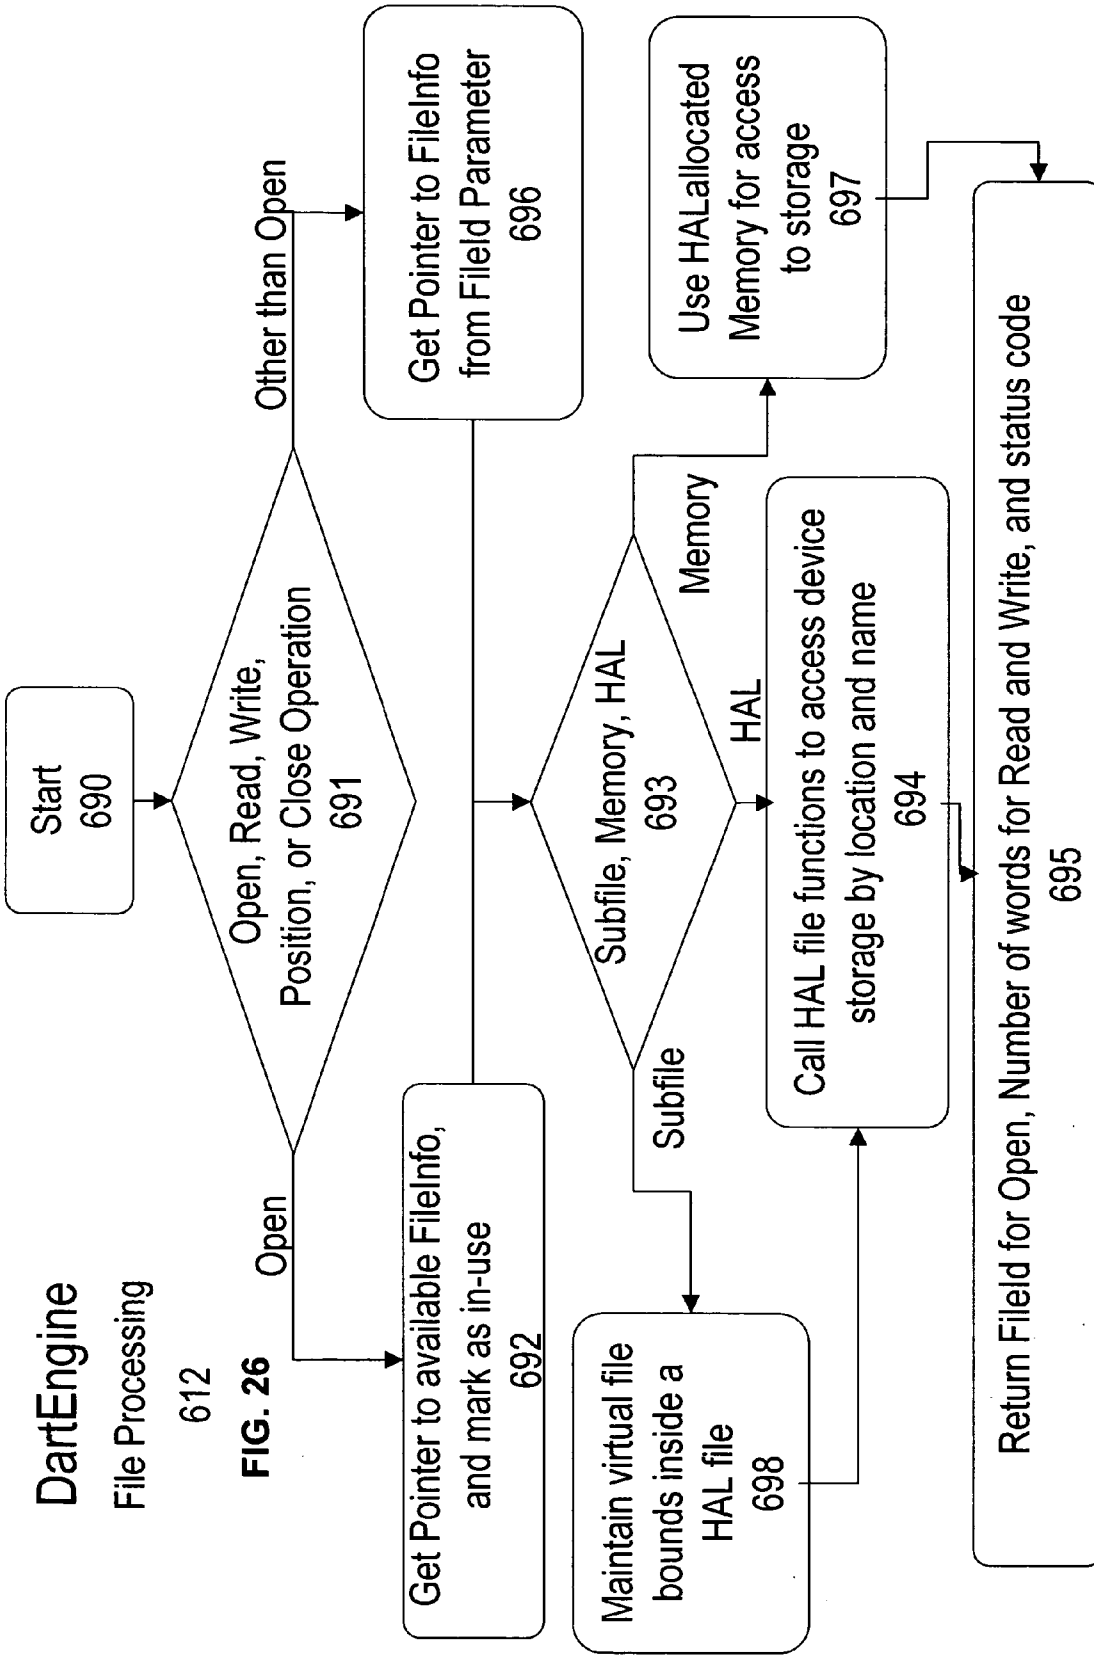 DartEngine
File Processing
612
FIG. 26
Start
690
Open, Read, Write,
Position, or Close Operation
691
Open
Other than Open
Get Pointer to available FileInfo,
and mark as in-use
692
Get Pointer to FileInfo
from FileId Parameter
696
Subfile, Memory, HAL
693
Subfile
HAL
Memory
Maintain virtual file
bounds inside a
HAL file
698
Call HAL file functions to access device
storage by location and name
694
Use HALallocated
Memory for access
to storage
697
Return FileId for Open, Number of words for Read and Write, and status code
695